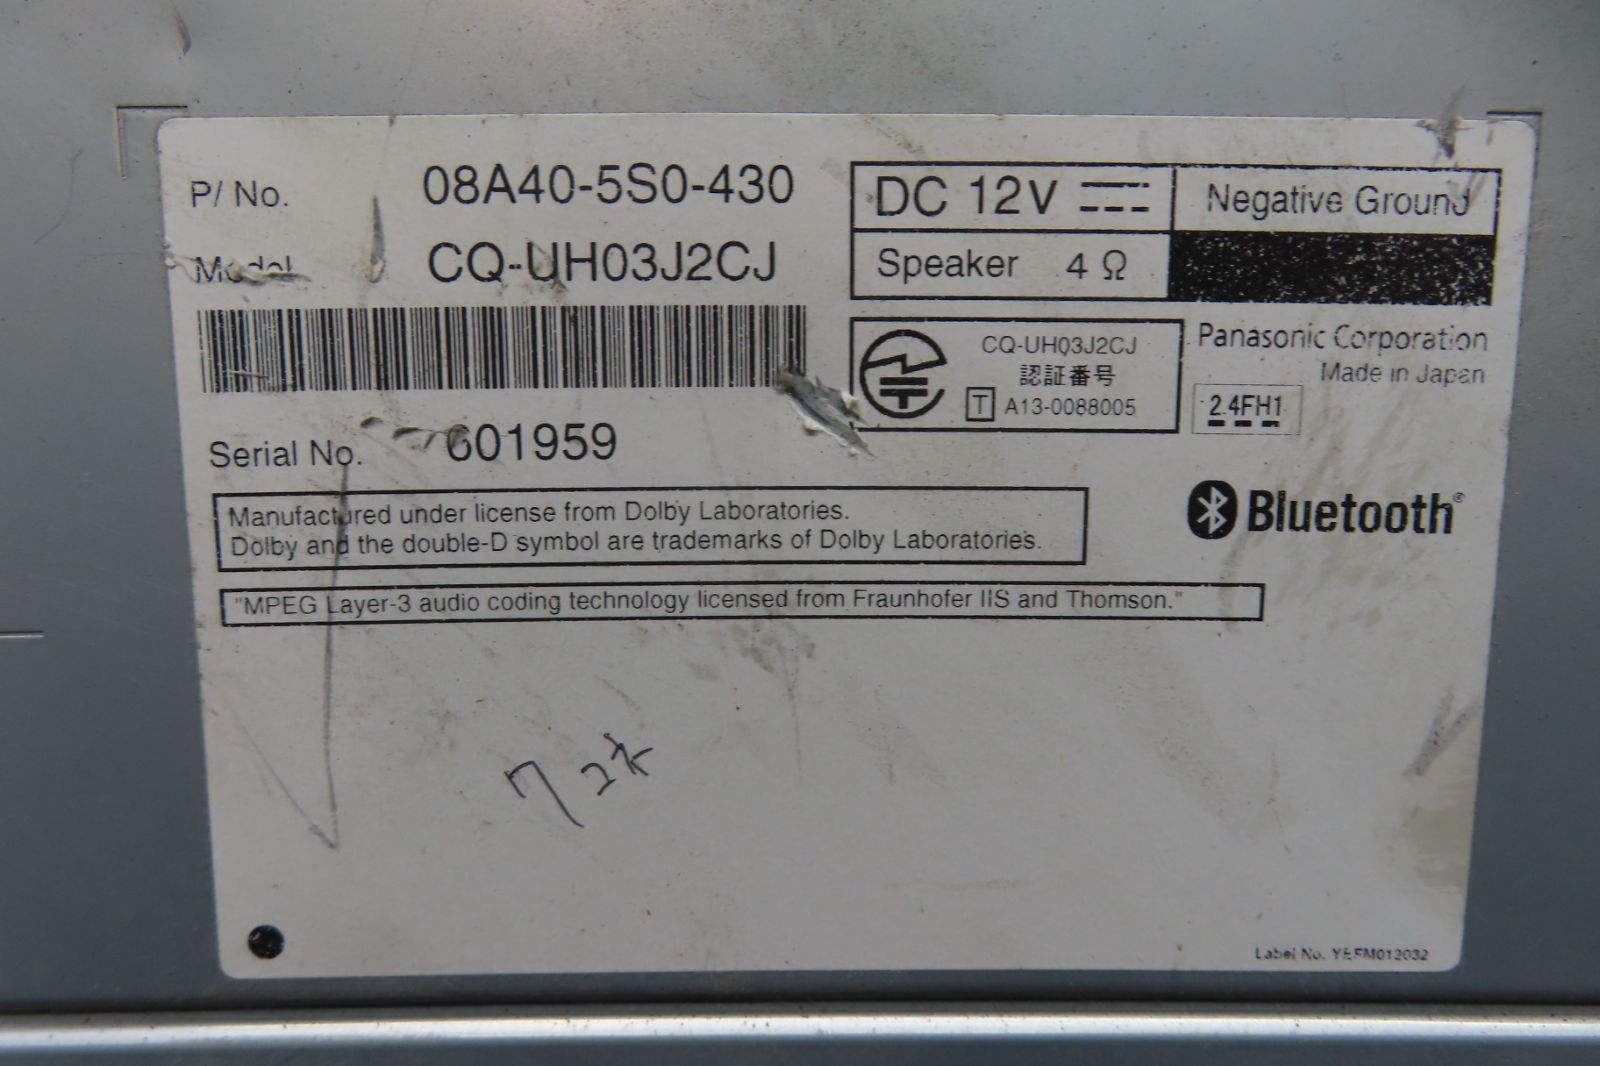 P/ No. 08A40-5S0-430
Model CQ-UH03J2CJ
Serial No. 601959
DC 12V
Negative Ground
Speaker 4 Ω
CQ-UH03J2CJ
認証番号
T A13-0088005
Panasonic Corporation
Made in Japan
2.4FH1
Bluetooth®
Manufactured under license from Dolby Laboratories.
Dolby and the double-D symbol are trademarks of Dolby Laboratories.
"MPEG Layer-3 audio coding technology licensed from Fraunhofer IIS and Thomson."
Label No.